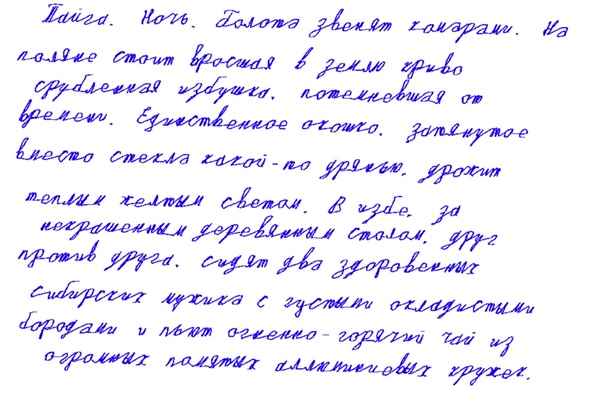 Тайга. Ночь. Болота звенят комарами. На
поляне стоит вросшая в землю криво
срубленная избушка. потемневшая от
времени. Единственное окошко. затянутое
вместо стекла какой-то дрянью. дрожит
теплым желтым светом. В избе. за
некрашенным деревянным столом. друг
против друга. сидят два здоровенных
сибирских мужика с густыми окладистыми
бородами и пьют огненно-горячий чай из
огромных помятых аллюминиевых кружек.